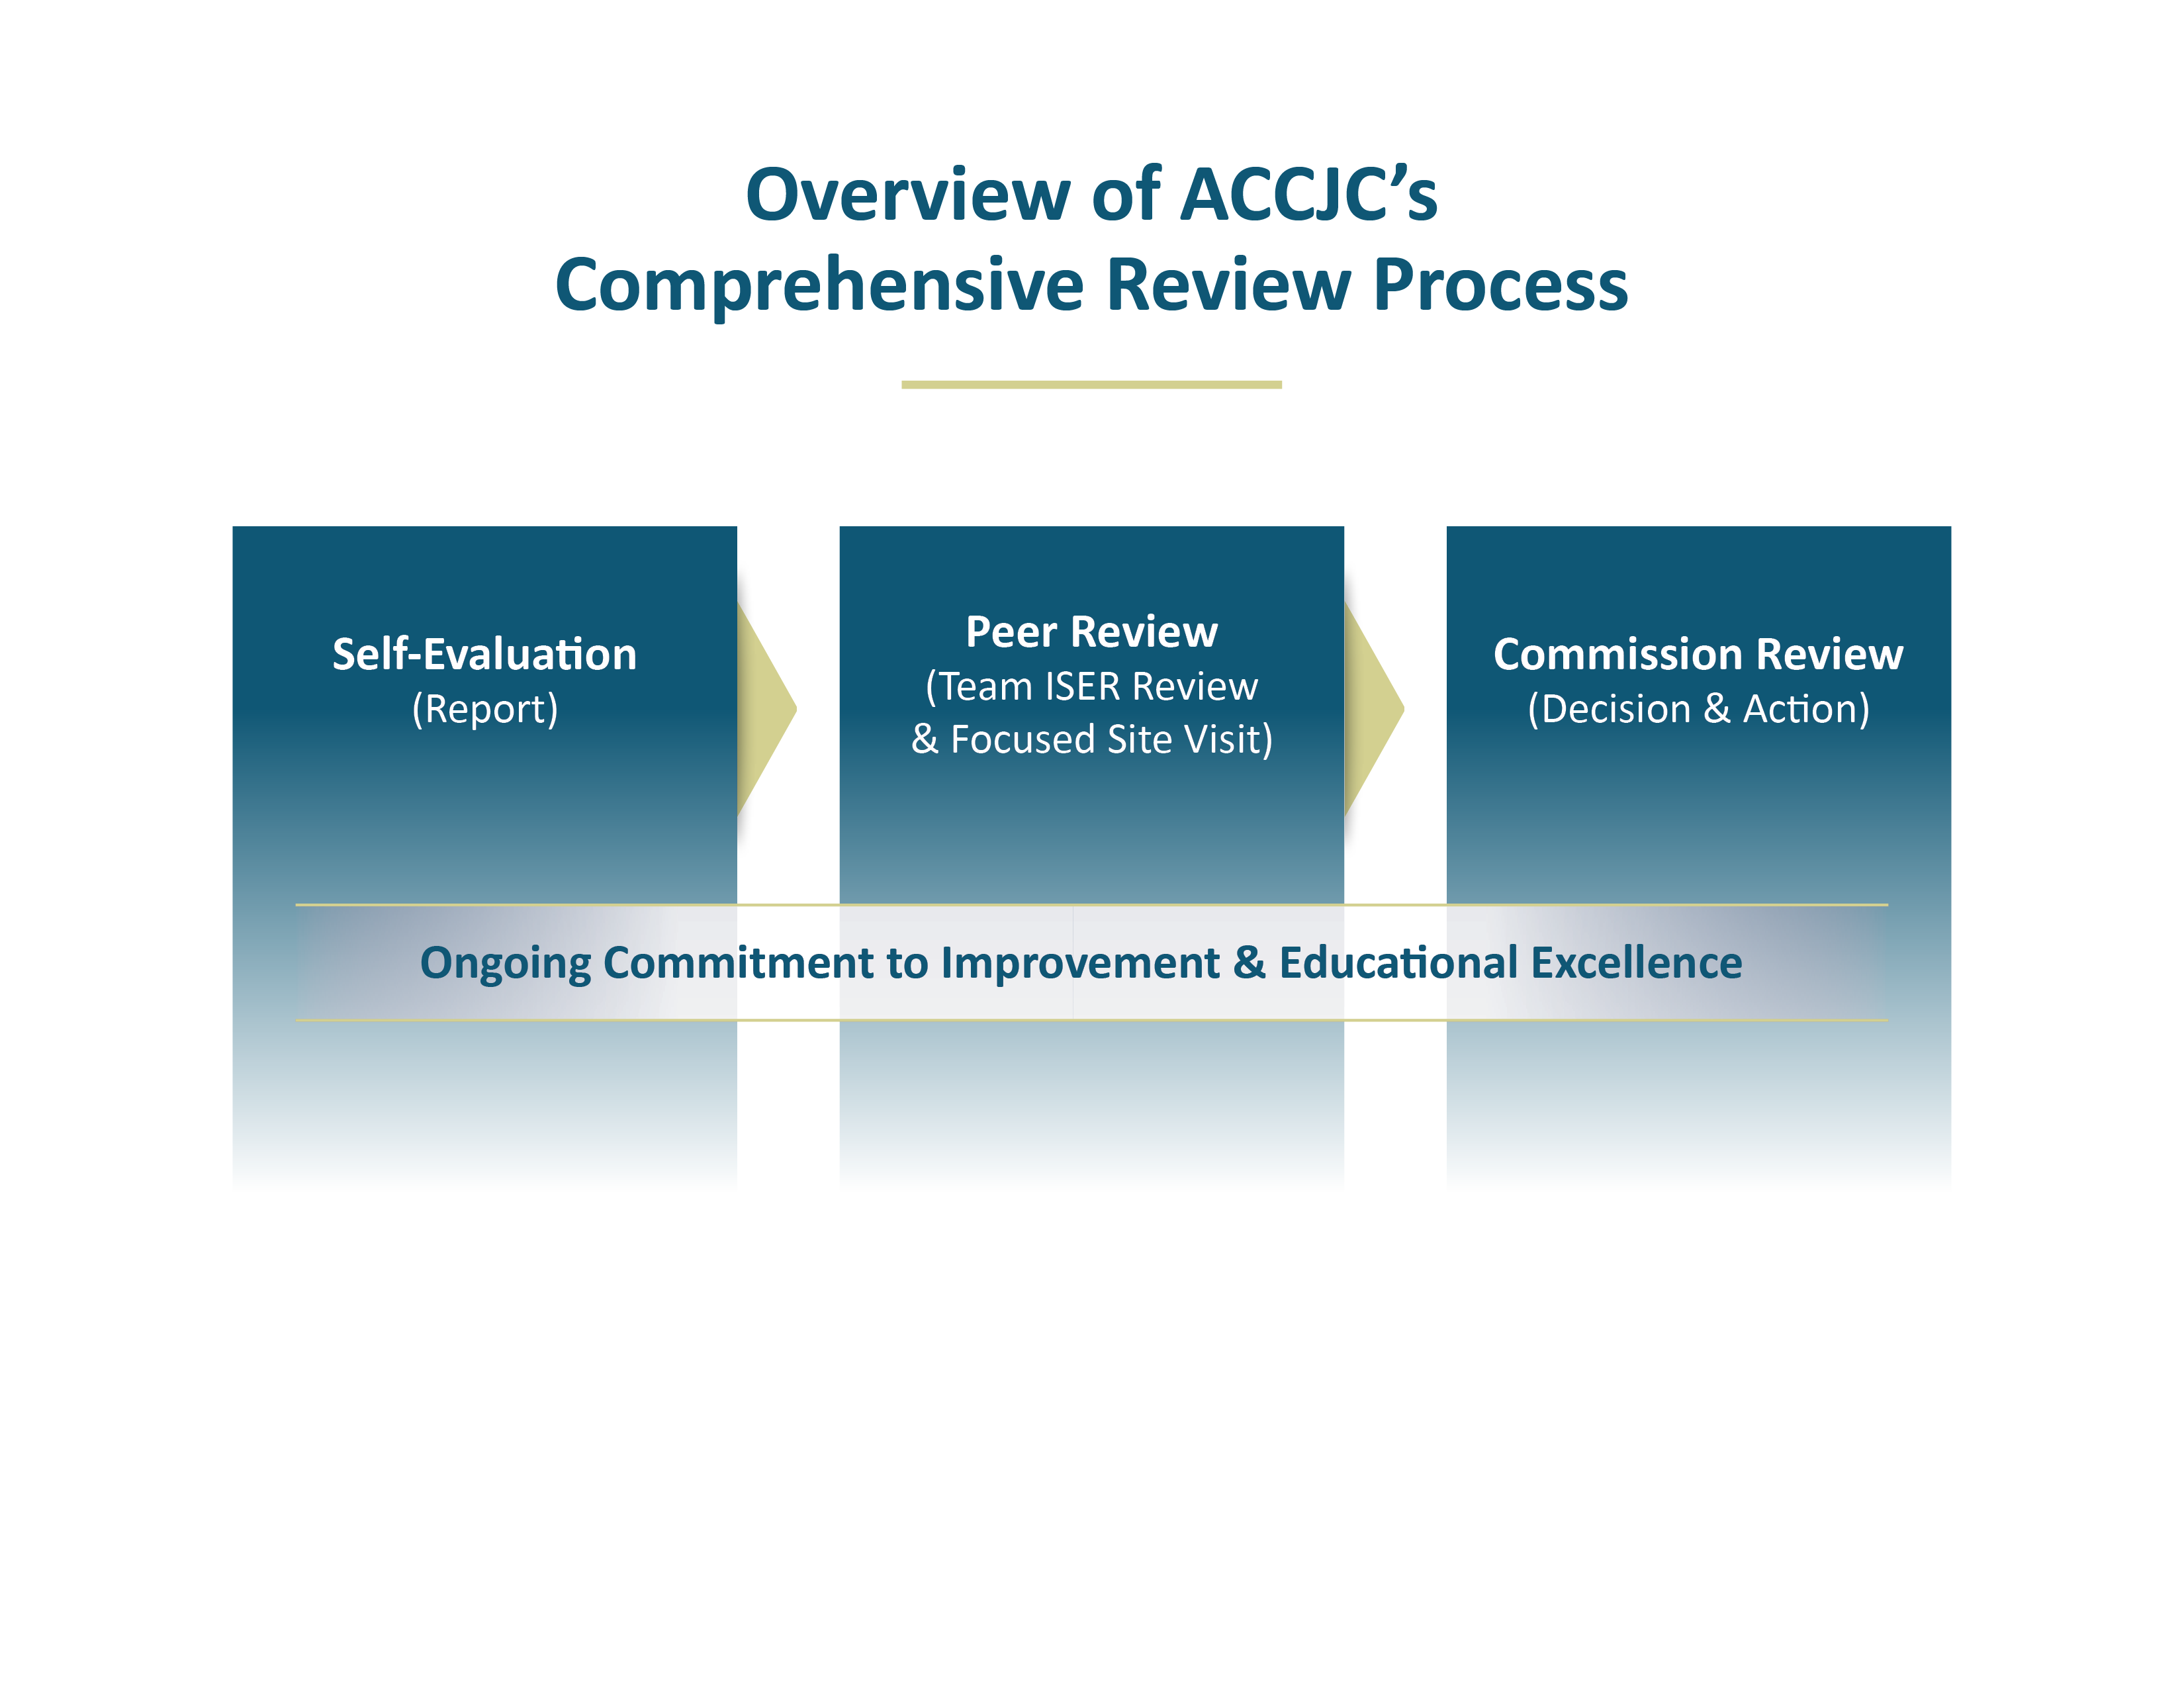 Overview of ACCJC’s
Comprehensive Review Process
Self-Evaluation
(Report)
Peer Review
(Team ISER Review
& Focused Site Visit)
Commission Review
(Decision & Action)
Ongoing Commitment to Improvement & Educational Excellence